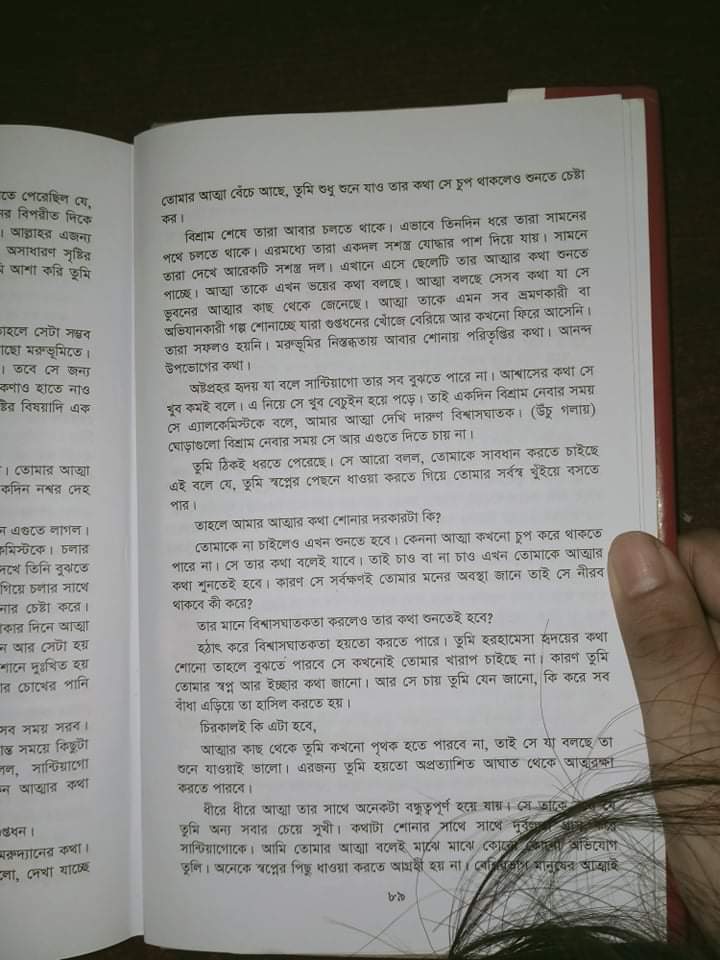 তে পেরেছিল যে,
নর বিপরীত দিকে
। আল্লাহর এজন্য
অসাধারণ সৃষ্টির
মি আশা করি তুমি
তাহলে সেটা সম্ভব
আছো মরুভূমিতে।
। তবে সে জন্য
কণাও হাতে নাও
ষ্টির বিষয়াদি এক
। তোমার আত্মা
একদিন নশ্বর দেহ
ন এগুতে লাগল।
কেমিস্টকে। চলার
দেখে তিনি বুঝতে
গিয়ে চলার সাথে
নার চেষ্টা করে।
কার দিনে আত্মা
ন আর সেটা হয়
শানে দুঃখিত হয়
র চোখের পানি
সব সময় সরব।
ন্ত সময়ে কিছুটা
লল, সান্টিয়াগো
ন আত্মার কথা
প্তধন।
মরুদ্যানের কথা।
লো, দেখা যাচ্ছে
তোমার আত্মা বেঁচে আছে, তুমি শুধু শুনে যাও তার কথা সে চুপ থাকলেও শুনতে চেষ্টা
কর।
বিশ্রাম শেষে তারা আবার চলতে থাকে। এভাবে তিনদিন ধরে তারা সামনের
পথে চলতে থাকে। এরমধ্যে তারা একদল সশস্ত্র যোদ্ধার পাশ দিয়ে যায়। সামনে
তারা দেখে আরেকটি সশস্ত্র দল। এখানে এসে ছেলেটি তার আত্মার কথা শুনতে
পাচ্ছে। আত্মা তাকে এখন ভয়ের কথা বলছে। আত্মা বলছে সেসব কথা যা সে
ভুবনের আত্মার কাছ থেকে জেনেছে। আত্মা তাকে এমন সব ভ্রমণকারী বা
অভিযানকারী গল্প শোনাচ্ছে যারা গুপ্তধনের খোঁজে বেরিয়ে আর কখনো ফিরে আসেনি।
তারা সফলও হয়নি। মরুভূমির নিস্তব্ধতায় আবার শোনায় পরিতৃপ্তির কথা। আনন্দ
উপভোগের কথা।
অষ্টপ্রহর হৃদয় যা বলে সান্টিয়াগো তার সব বুঝতে পারে না। আশ্বাসের কথা সে
খুব কমই বলে। এ নিয়ে সে খুব বেচুইন হয়ে পড়ে। তাই একদিন বিশ্রাম নেবার সময়
সে এ্যালকেমিস্টকে বলে, আমার আত্মা দেখি দারুণ বিশ্বাসঘাতক। (উঁচু গলায়)
ঘোড়াগুলো বিশ্রাম নেবার সময় সে আর এগুতে দিতে চায় না।
তুমি ঠিকই ধরতে পেরেছে। সে আরো বলল, তোমাকে সাবধান করতে চাইছে
এই বলে যে, তুমি স্বপ্নের পেছনে ধাওয়া করতে গিয়ে তোমার সর্বস্ব খুঁইয়ে বসতে
পার।
তাহলে আমার আত্মার কথা শোনার দরকারটা কি?
তোমাকে না চাইলেও এখন শুনতে হবে। কেননা আত্মা কখনো চুপ করে থাকতে
পারে না। সে তার কথা বলেই যাবে। তাই চাও বা না চাও এখন তোমাকে আত্মার
কথা শুনতেই হবে। কারণ সে সর্বক্ষণই তোমার মনের অবস্থা জানে তাই সে নীরব
থাকবে কী করে?
তার মানে বিশ্বাসঘাতকতা করলেও তার কথা শুনতেই হবে?
হঠাৎ করে বিশ্বাসঘাতকতা হয়তো করতে পারে। তুমি হরহামেসা হৃদয়ের কথা
শোনো তাহলে বুঝতে পারবে সে কখনোই তোমার খারাপ চাইছে না। কারণ তুমি
তোমার স্বপ্ন আর ইচ্ছার কথা জানো। আর সে চায় তুমি যেন জানো, কি করে সব
বাঁধা এড়িয়ে তা হাসিল করতে হয়।
চিরকালই কি এটা হবে,
আত্মার কাছ থেকে তুমি কখনো পৃথক হতে পারবে না, তাই সে যা বলছে তা
শুনে যাওয়াই ভালো। এরজন্য তুমি হয়তো অপ্রত্যাশিত আঘাত থেকে আত্মরক্ষা
করতে পারবে।
ধীরে ধীরে আত্মা তার সাথে অনেকটা বন্ধুত্বপূর্ণ হয়ে যায়। সে তাকে যে
তুমি অন্য সবার চেয়ে সুখী। কথাটা শোনার সাথে সাথে
সান্টিয়াগোকে। আমি তোমার আত্মা বলেই মাঝে মাঝে কোনো কোনো অভিযোগ
তুলি। অনেকে স্বপ্নের পিছু ধাওয়া করতে আগ্রহী হয় না। বেশিরভাগ মানুষের আত্মাই
৮৯